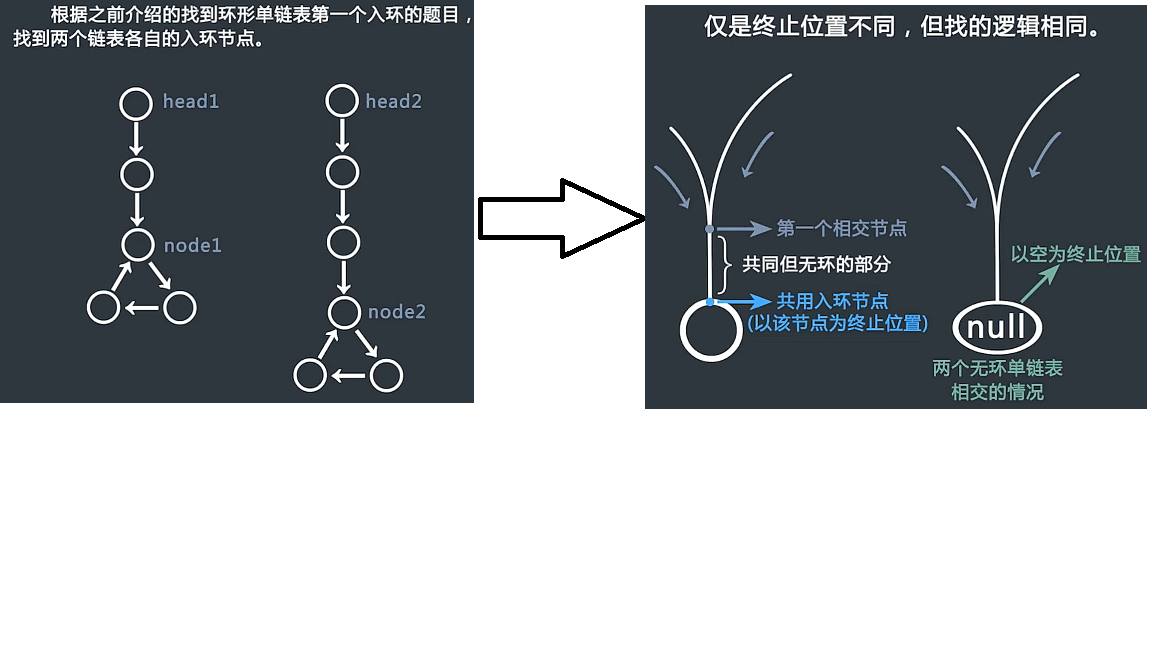 根据之前介绍的找到环形单链表第一个入环的题目，
找到两个链表各自的入环节点。
head1
head2
node1
node2
仅是终止位置不同，但找的逻辑相同。
第一个相交节点
共同但无环的部分
共用入环节点
(以该节点为终止位置)
以空为终止位置
null
两个无环单链表
相交的情况